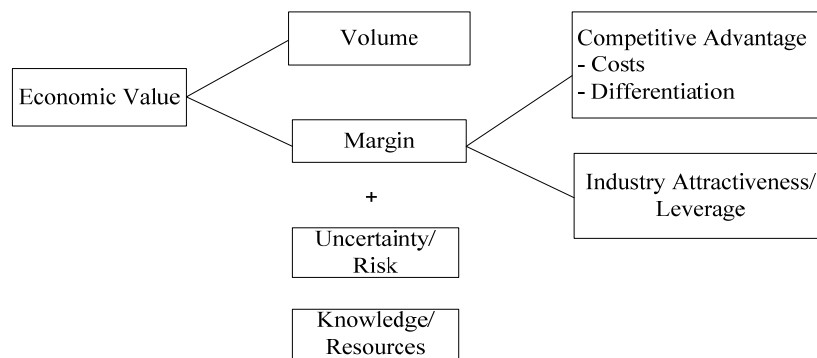 Economic Value
Volume
Margin
+
Uncertainty/
Risk
Knowledge/
Resources
Competitive Advantage
- Costs
- Differentiation
Industry Attractiveness/
Leverage